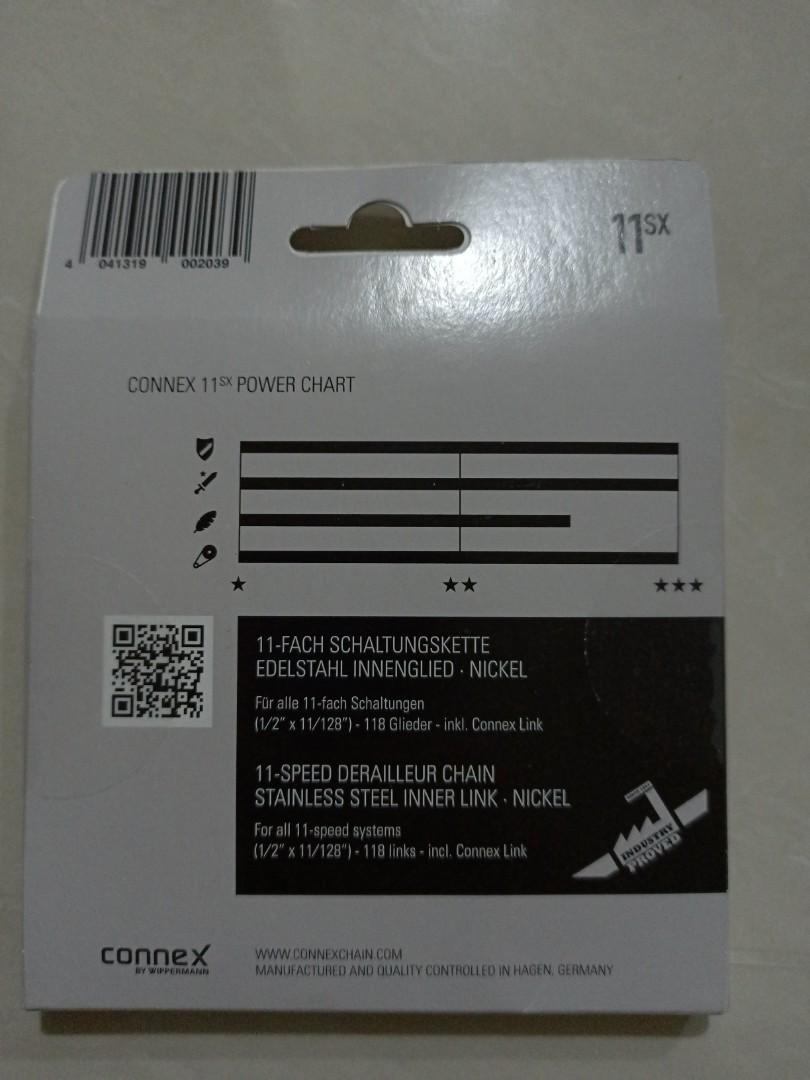 11SX
4 041319 002039
CONNEX 11SX POWER CHART
11-FACH SCHALTUNGSKETTE
EDELSTAHL INNENGLIED · NICKEL
Für alle 11-fach Schaltungen
(1/2" x 11/128") - 118 Glieder - inkl. Connex Link
11-SPEED DERAILLEUR CHAIN
STAINLESS STEEL INNER LINK · NICKEL
For all 11-speed systems
(1/2" x 11/128") - 118 links - incl. Connex Link
INDUSTRY
PROVED
conneX
BY WIPPERMANN
WWW.CONNEXCHAIN.COM
MANUFACTURED AND QUALITY CONTROLLED IN HAGEN, GERMANY